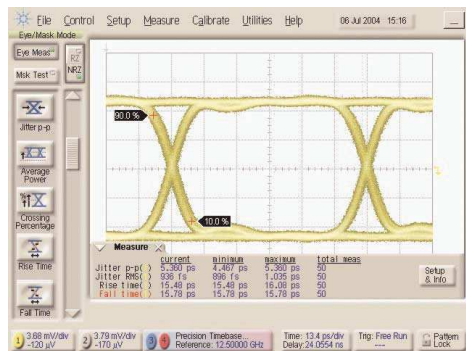 File Control Setup Measure Calibrate Utilities Help 06 Jul 2004 15:16
Eye/Mask Mode
Eye Meas
RZ
NRZ
Msk Test
Jitter p-p
Average
Power
Crossing
Percentage
Rise Time
Fall Time
90.0 %
10.0 %
Measure
current minimum maximum total meas
Jitter p-p( ) 5.360 ps 4.467 ps 5.360 ps 50
Jitter RMS( ) 936 fs 896 fs 1.035 ps 50
Rise time( ) 15.48 ps 15.48 ps 16.08 ps 50
Fall time( ) 15.78 ps 15.78 ps 15.78 ps 50
Setup
& Info
1 3.68 mV/div
-120 µV
2 3.79 mV/div
-170 µV
3 4 Precision Timebase...
Reference: 12.50000 GHz
Time: 13.4 ps/div
Delay: 24.0554 ns
Trig: Free Run
Pattern
Lock